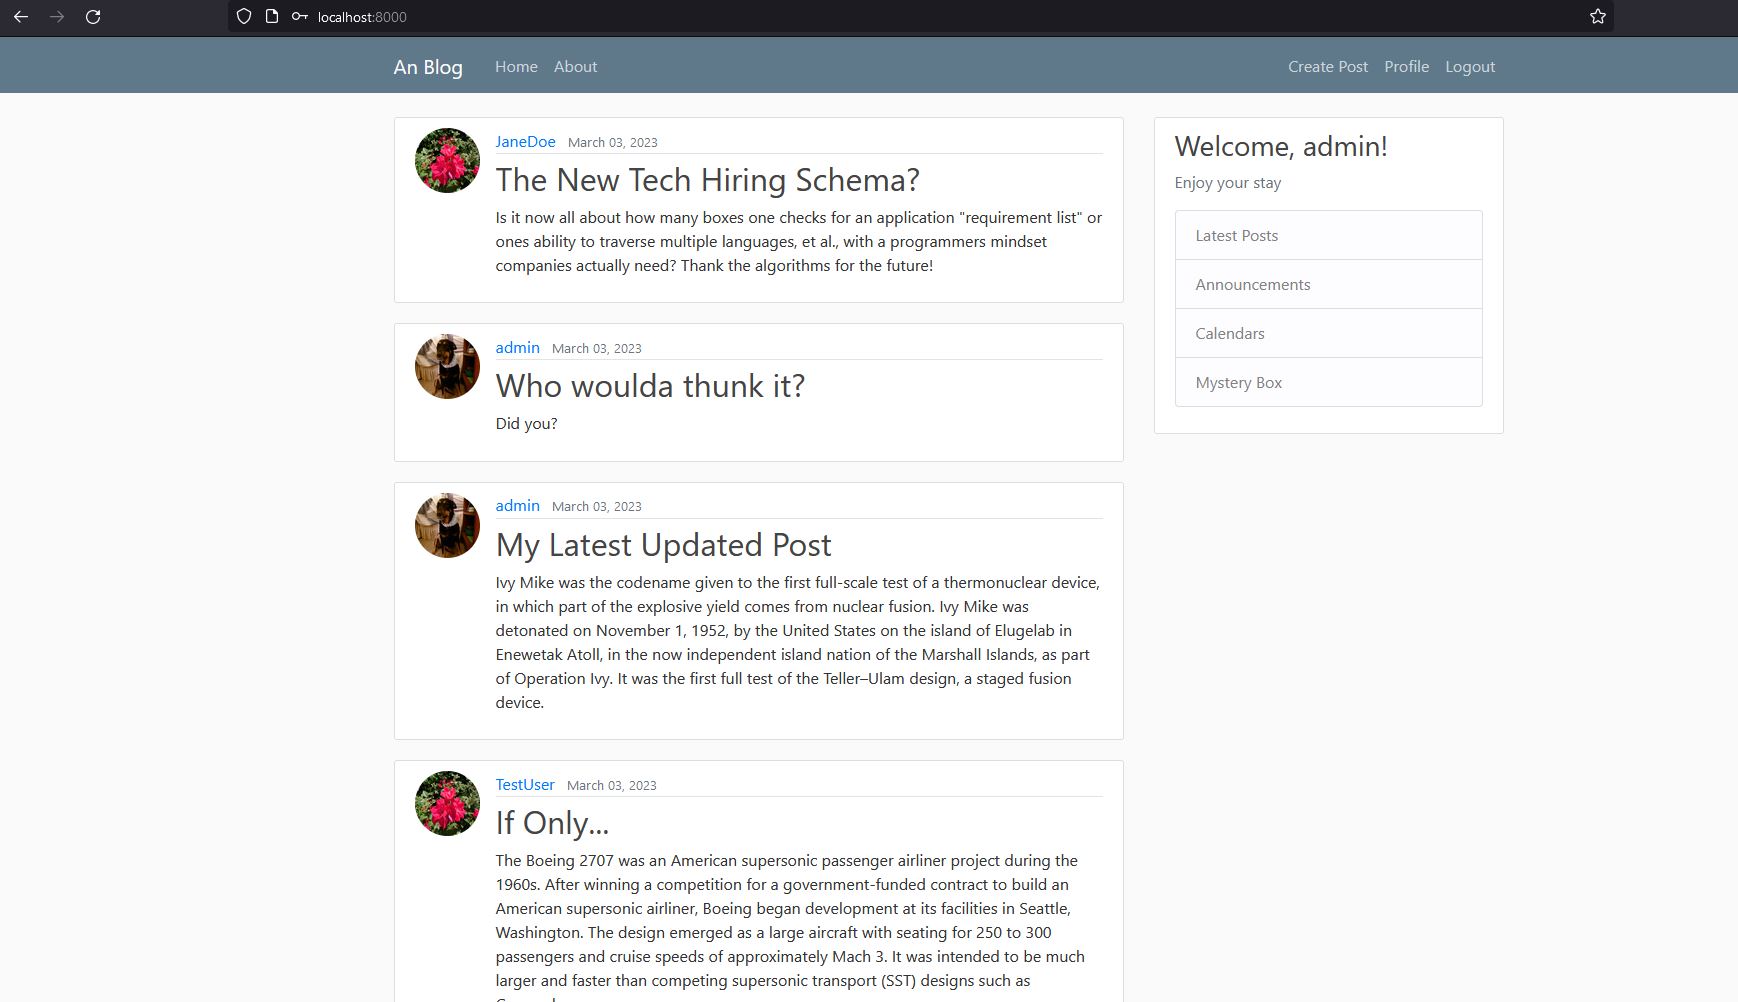 localhost:8000
An Blog Home About Create Post Profile Logout
JaneDoe March 03, 2023
The New Tech Hiring Schema?
Is it now all about how many boxes one checks for an application "requirement list" or
ones ability to traverse multiple languages, et al., with a programmers mindset
companies actually need? Thank the algorithms for the future!
admin March 03, 2023
Who woulda thunk it?
Did you?
admin March 03, 2023
My Latest Updated Post
Ivy Mike was the codename given to the first full-scale test of a thermonuclear device,
in which part of the explosive yield comes from nuclear fusion. Ivy Mike was
detonated on November 1, 1952, by the United States on the island of Elugelab in
Enewetak Atoll, in the now independent island nation of the Marshall Islands, as part
of Operation Ivy. It was the first full test of the Teller–Ulam design, a staged fusion
device.
TestUser March 03, 2023
If Only...
The Boeing 2707 was an American supersonic passenger airliner project during the
1960s. After winning a competition for a government-funded contract to build an
American supersonic airliner, Boeing began development at its facilities in Seattle,
Washington. The design emerged as a large aircraft with seating for 250 to 300
passengers and cruise speeds of approximately Mach 3. It was intended to be much
larger and faster than competing supersonic transport (SST) designs such as
Welcome, admin!
Enjoy your stay
Latest Posts
Announcements
Calendars
Mystery Box